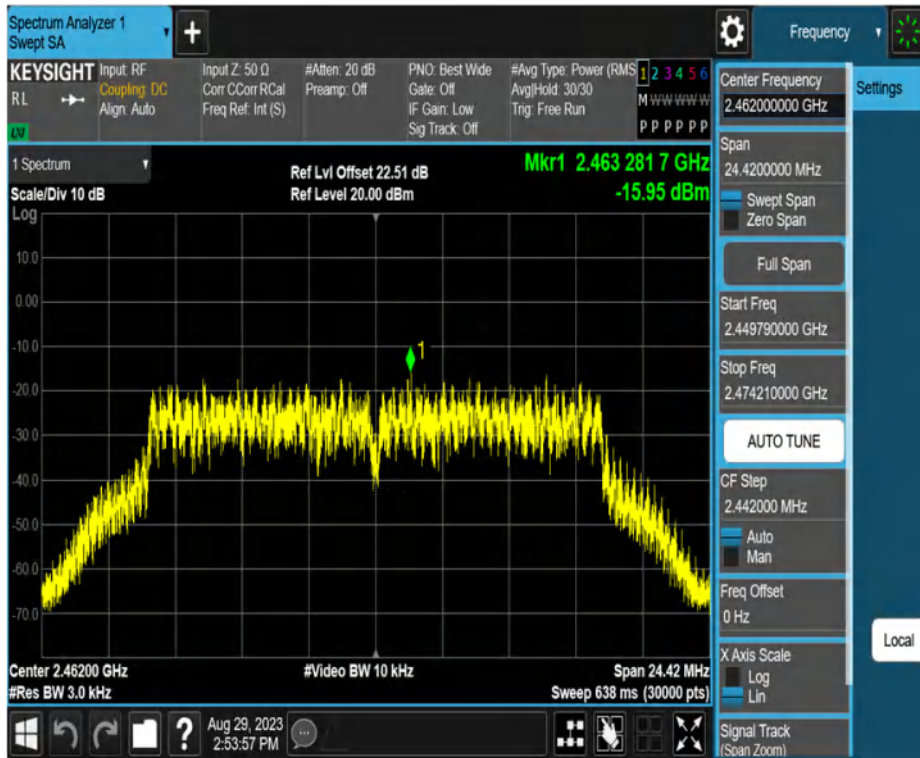 Spectrum Analyzer 1
Swept SA
+
Frequency
KEYSIGHT
RL
LXI
Input: RF
Coupling: DC
Align: Auto
Input Z: 50 Ω
Corr CCorr RCal
Freq Ref: Int (S)
#Atten: 20 dB
Preamp: Off
PNO: Best Wide
Gate: Off
IF Gain: Low
Sig Track: Off
#Avg Type: Power (RMS
Avg|Hold: 30/30
Trig: Free Run
1 2 3 4 5 6
M W W W W W
P P P P P P
1 Spectrum
Scale/Div 10 dB
Log
Ref Lvl Offset 22.51 dB
Ref Level 20.00 dBm
Mkr1 2.463 281 7 GHz
-15.95 dBm
10.0
0.00
-10.0
1
-20.0
-30.0
-40.0
-50.0
-60.0
-70.0
Center 2.46200 GHz
#Video BW 10 kHz
Span 24.42 MHz
#Res BW 3.0 kHz
Sweep 638 ms (30000 pts)
?
Aug 29, 2023
2:53:57 PM
Center Frequency
2.462000000 GHz
Settings
Span
24.4200000 MHz
Swept Span
Zero Span
Full Span
Start Freq
2.449790000 GHz
Stop Freq
2.474210000 GHz
AUTO TUNE
CF Step
2.442000 MHz
Auto
Man
Freq Offset
0 Hz
Local
X Axis Scale
Log
Lin
Signal Track
(Span Zoom)